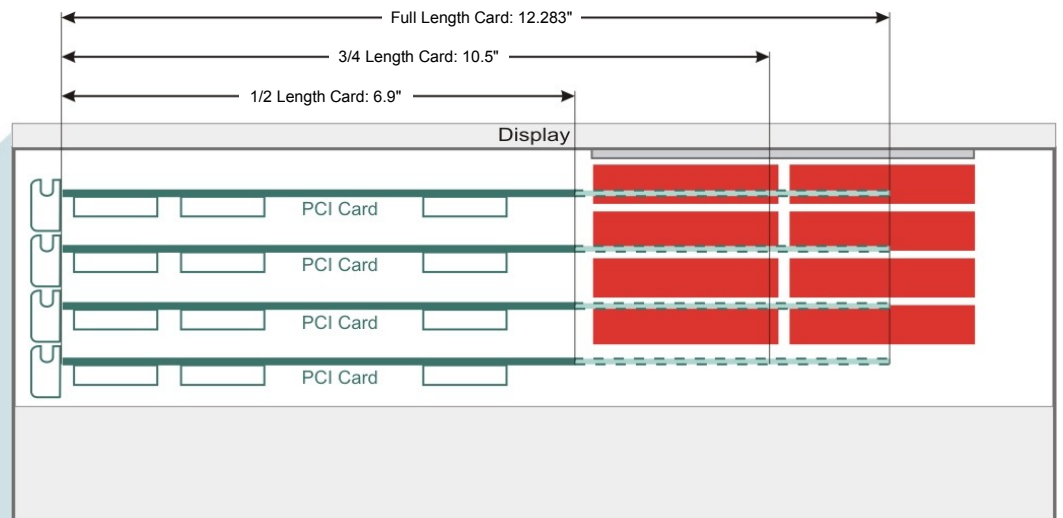 Full Length Card: 12.283"
3/4 Length Card: 10.5"
1/2 Length Card: 6.9"
Display
PCI Card
PCI Card
PCI Card
PCI Card